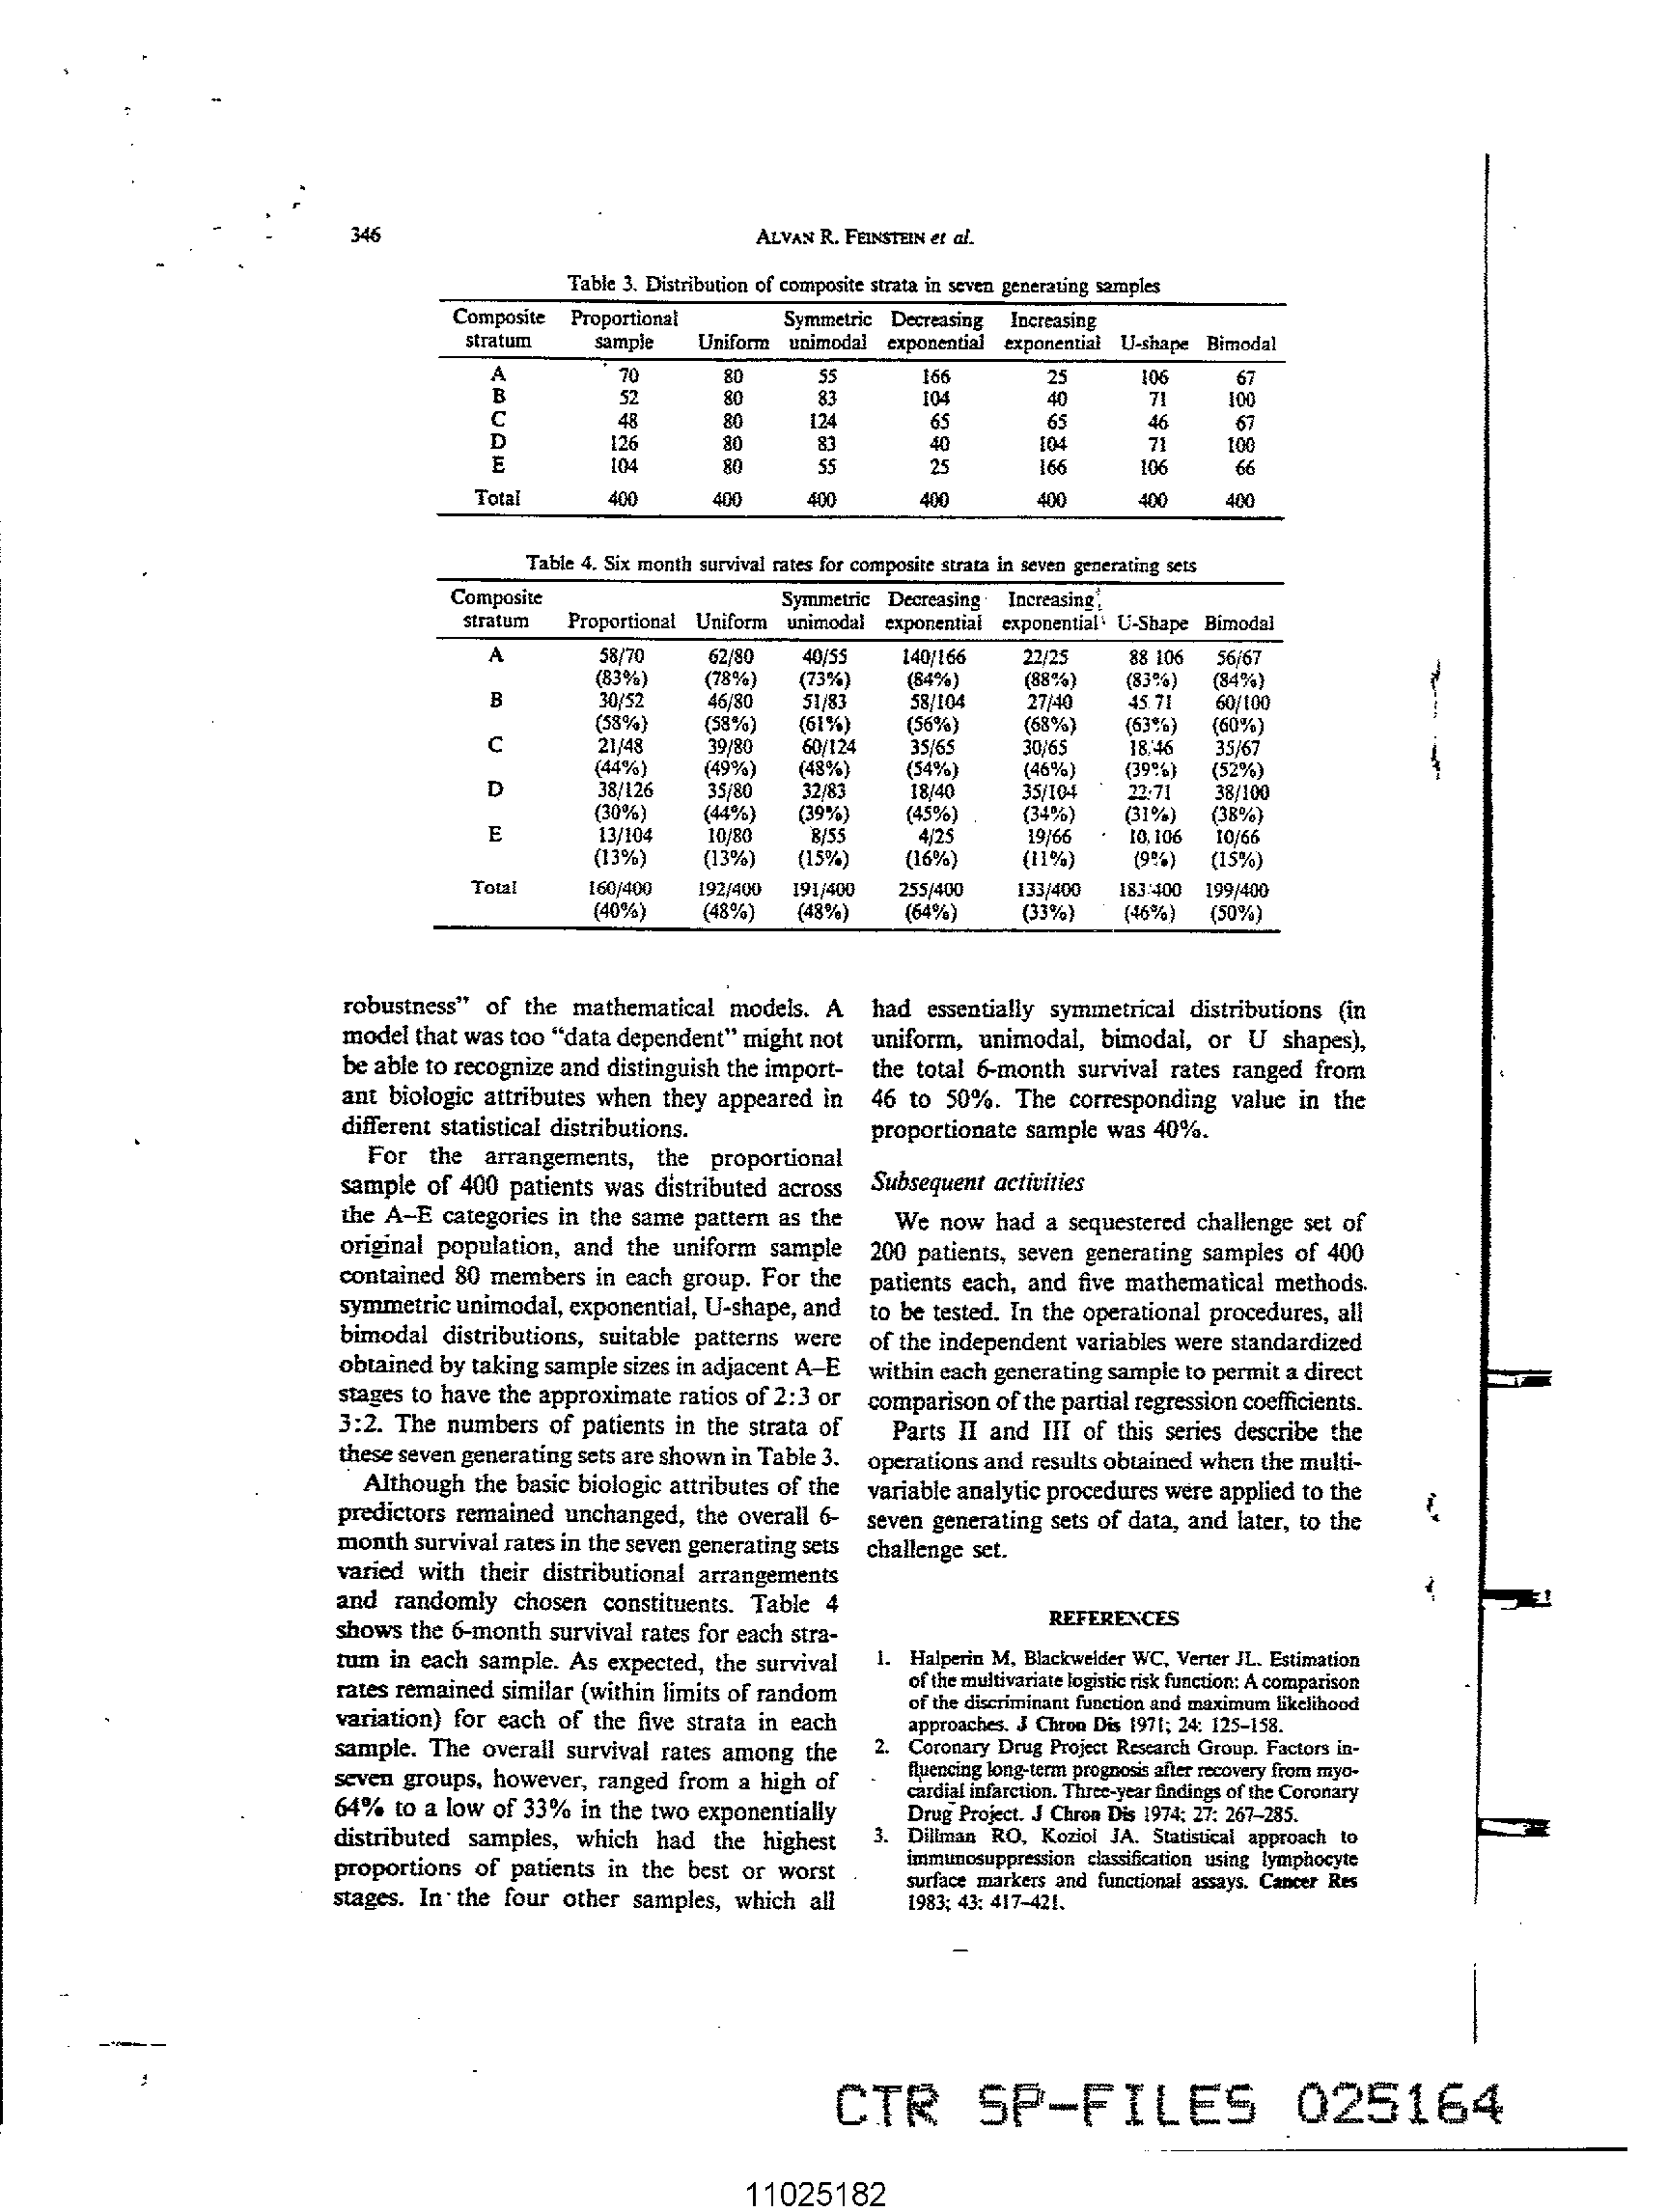 346
ALVAN R. FEINSTEIN et al.
Table 3. Distribution of composite strata in seven generating samples
Composite Proportional Symmetric Decreasing Increasing
stratum sample Uniform unimodal exponential exponential U-shape Bimodal
A 70 80 55 166 25 106 67
B 52 80 83 104 40 71 100
C 48 80 124 65 65 46 67
D 126 80 83 40 104 71 100
E 104 80 55 25 166 106 66
Total 400 400 400 400 400 400 400
Table 4. Six month survival rates for composite strata in seven generating sets
Composite Symmetric Decreasing Increasing
stratum Proportional Uniform unimodal exponential exponential U-Shape Bimodal
A 58/70 62/80 40/55 140/166 22/25 88 106 56/67
(83%) (78%) (73%) (84%) (88%) (83%) (84%)
B 30/52 46/80 51/83 58/104 27/40 45 71 60/100
(58%) (58%) (61%) (56%) (68%) (63%) (60%)
C 21/48 39/80 60/124 35/65 30/65 18/46 35/67
(44%) (49%) (48%) (54%) (46%) (39%) (52%)
D 38/126 35/80 32/83 18/40 35/104 22/71 38/100
(30%) (44%) (39%) (45%) (34%) (31%) (38%)
E 13/104 10/80 8/55 4/25 19/66 10/106 10/66
(13%) (13%) (15%) (16%) (11%) (9%) (15%)
Total 160/400 192/400 191/400 255/400 133/400 183/400 199/400
(40%) (48%) (48%) (64%) (33%) (46%) (50%)
robustness” of the mathematical models. A
model that was too “data dependent” might not
be able to recognize and distinguish the import-
ant biologic attributes when they appeared in
different statistical distributions.
For the arrangements, the proportional
sample of 400 patients was distributed across
the A–E categories in the same pattern as the
original population, and the uniform sample
contained 80 members in each group. For the
symmetric unimodal, exponential, U-shape, and
bimodal distributions, suitable patterns were
obtained by taking sample sizes in adjacent A–E
stages to have the approximate ratios of 2:3 or
3:2. The numbers of patients in the strata of
these seven generating sets are shown in Table 3.
Although the basic biologic attributes of the
predictors remained unchanged, the overall 6-
month survival rates in the seven generating sets
varied with their distributional arrangements
and randomly chosen constituents. Table 4
shows the 6-month survival rates for each stra-
tum in each sample. As expected, the survival
rates remained similar (within limits of random
variation) for each of the five strata in each
sample. The overall survival rates among the
seven groups, however, ranged from a high of
64% to a low of 33% in the two exponentially
distributed samples, which had the highest
proportions of patients in the best or worst
stages. In the four other samples, which all
had essentially symmetrical distributions (in
uniform, unimodal, bimodal, or U shapes),
the total 6-month survival rates ranged from
46 to 50%. The corresponding value in the
proportionate sample was 40%.
Subsequent activities
We now had a sequestered challenge set of
200 patients, seven generating samples of 400
patients each, and five mathematical methods.
to be tested. In the operational procedures, all
of the independent variables were standardized
within each generating sample to permit a direct
comparison of the partial regression coefficients.
Parts II and III of this series describe the
operations and results obtained when the multi-
variable analytic procedures were applied to the
seven generating sets of data, and later, to the
challenge set.
REFERENCES
1. Halperin M, Blackwelder WC, Verter JL. Estimation
of the multivariate logistic risk function: A comparison
of the discriminant function and maximum likelihood
approaches. J Chron Dis 1971; 24: 125–158.
2. Coronary Drug Project Research Group. Factors in-
fluencing long-term prognosis after recovery from myo-
cardial infarction. Three-year findings of the Coronary
Drug Project. J Chron Dis 1974; 27: 267–285.
3. Dillman RO, Koziol JA. Statistical approach to
immunosuppression classification using lymphocyte
surface markers and functional assays. Cancer Res
1983; 43: 417–421.
CTR SP-FILES 025164
11025182